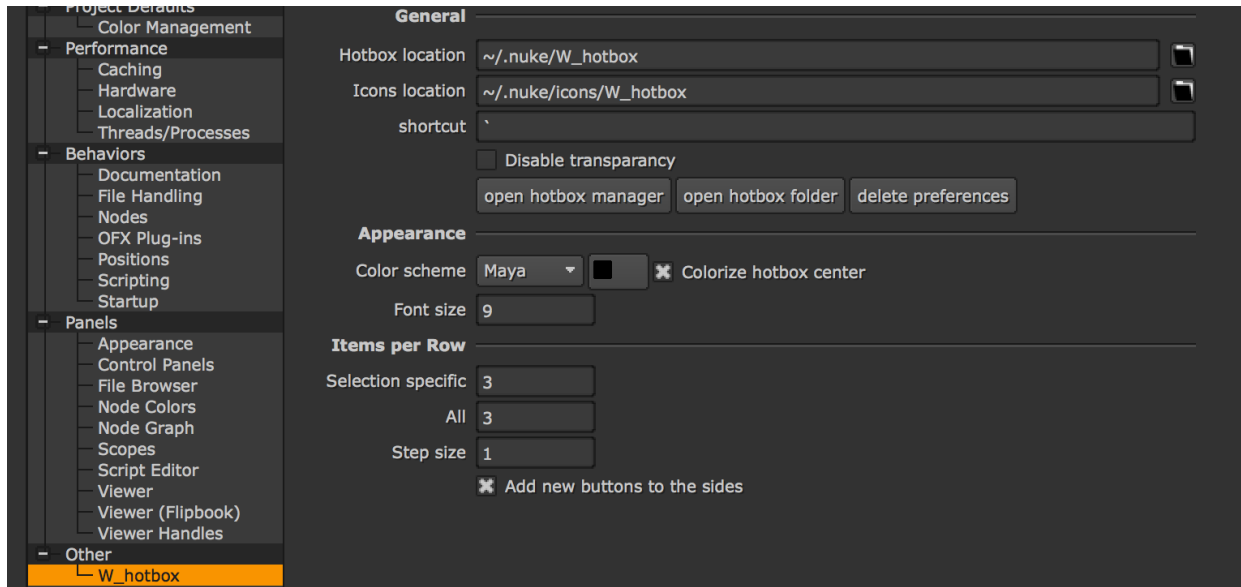 Project Defaults
Color Management
Performance
Caching
Hardware
Localization
Threads/Processes
Behaviors
Documentation
File Handling
Nodes
OFX Plug-ins
Positions
Scripting
Startup
Panels
Appearance
Control Panels
File Browser
Node Colors
Node Graph
Scopes
Script Editor
Viewer
Viewer (Flipbook)
Viewer Handles
Other
W_hotbox
General
Hotbox location ~/.nuke/W_hotbox
Icons location ~/.nuke/icons/W_hotbox
shortcut `
Disable transparancy
open hotbox manager open hotbox folder delete preferences
Appearance
Color scheme Maya Colorize hotbox center
Font size 9
Items per Row
Selection specific 3
All 3
Step size 1
Add new buttons to the sides